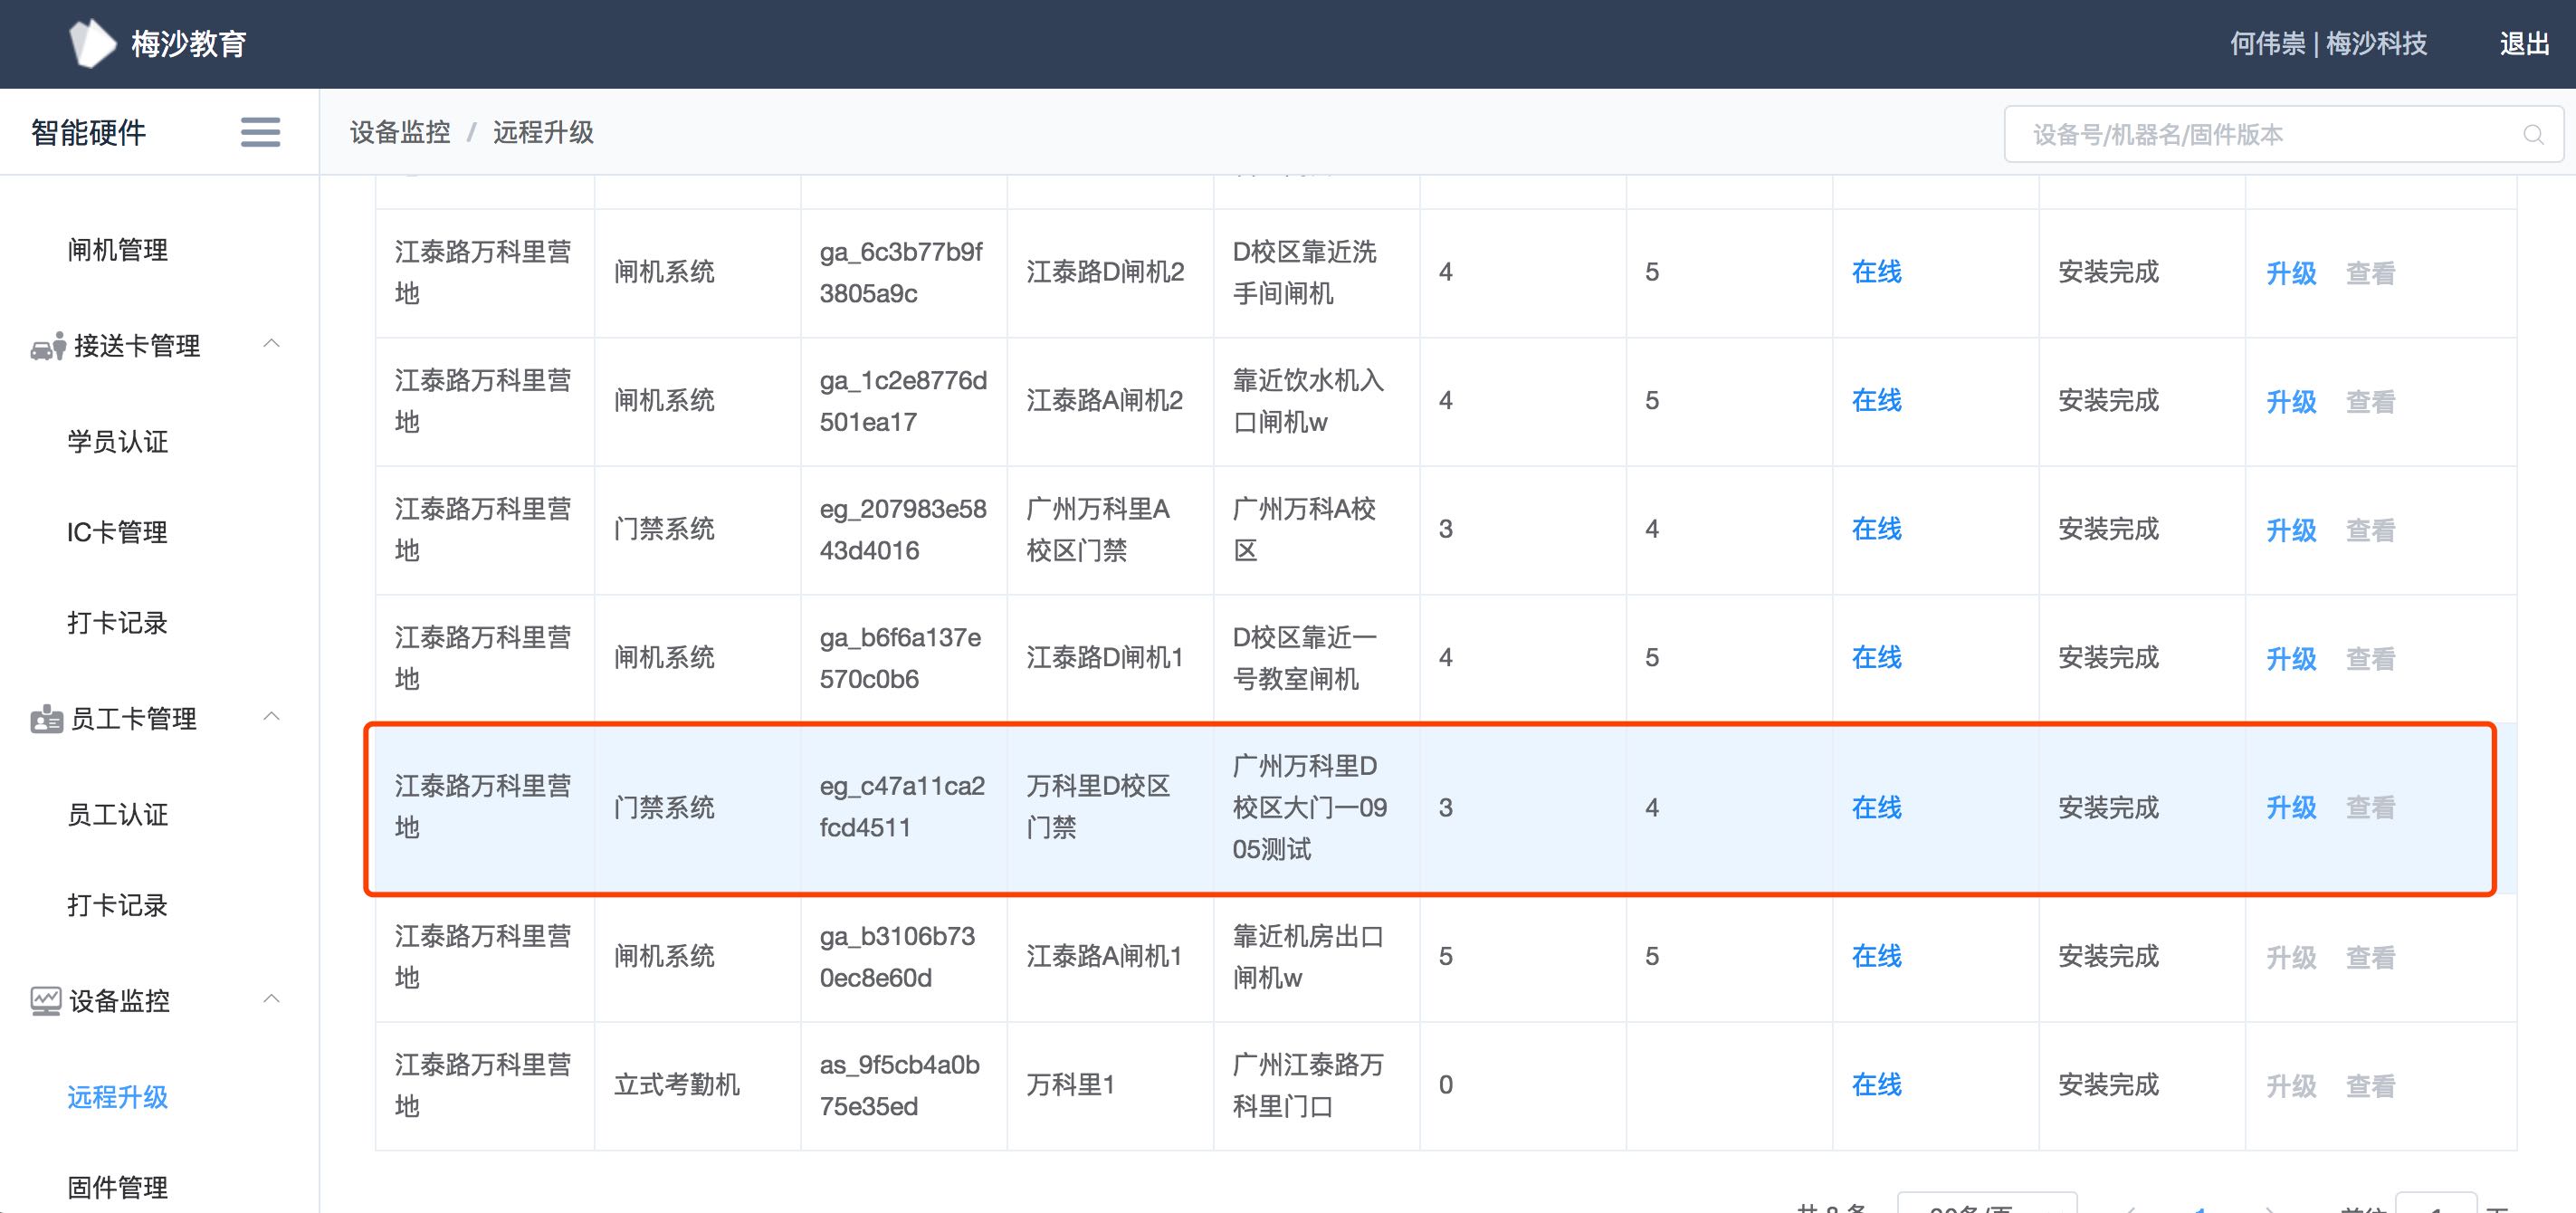 梅沙教育
何伟崇 | 梅沙科技
退出
智能硬件
设备监控 / 远程升级
设备号/机器名/固件版本
闸机管理
接送卡管理
学员认证
IC卡管理
打卡记录
员工卡管理
员工认证
打卡记录
设备监控
远程升级
固件管理
江泰路万科里营
地
闸机系统
ga_6c3b77b9f
3805a9c
江泰路D闸机2
D校区靠近洗
手间闸机
4
5
在线
安装完成
升级 查看
江泰路万科里营
地
闸机系统
ga_1c2e8776d
501ea17
江泰路A闸机2
靠近饮水机入
口闸机w
4
5
在线
安装完成
升级 查看
江泰路万科里营
地
门禁系统
eg_207983e58
43d4016
广州万科里A
校区门禁
广州万科A校
区
3
4
在线
安装完成
升级 查看
江泰路万科里营
地
闸机系统
ga_b6f6a137e
570c0b6
江泰路D闸机1
D校区靠近一
号教室闸机
4
5
在线
安装完成
升级 查看
江泰路万科里营
地
门禁系统
eg_c47a11ca2
fcd4511
万科里D校区
门禁
广州万科里D
校区大门一09
05测试
3
4
在线
安装完成
升级 查看
江泰路万科里营
地
闸机系统
ga_b3106b73
0ec8e60d
江泰路A闸机1
靠近机房出口
闸机w
5
5
在线
安装完成
升级 查看
江泰路万科里营
地
立式考勤机
as_9f5cb4a0b
75e35ed
万科里1
广州江泰路万
科里门口
0
在线
安装完成
升级 查看